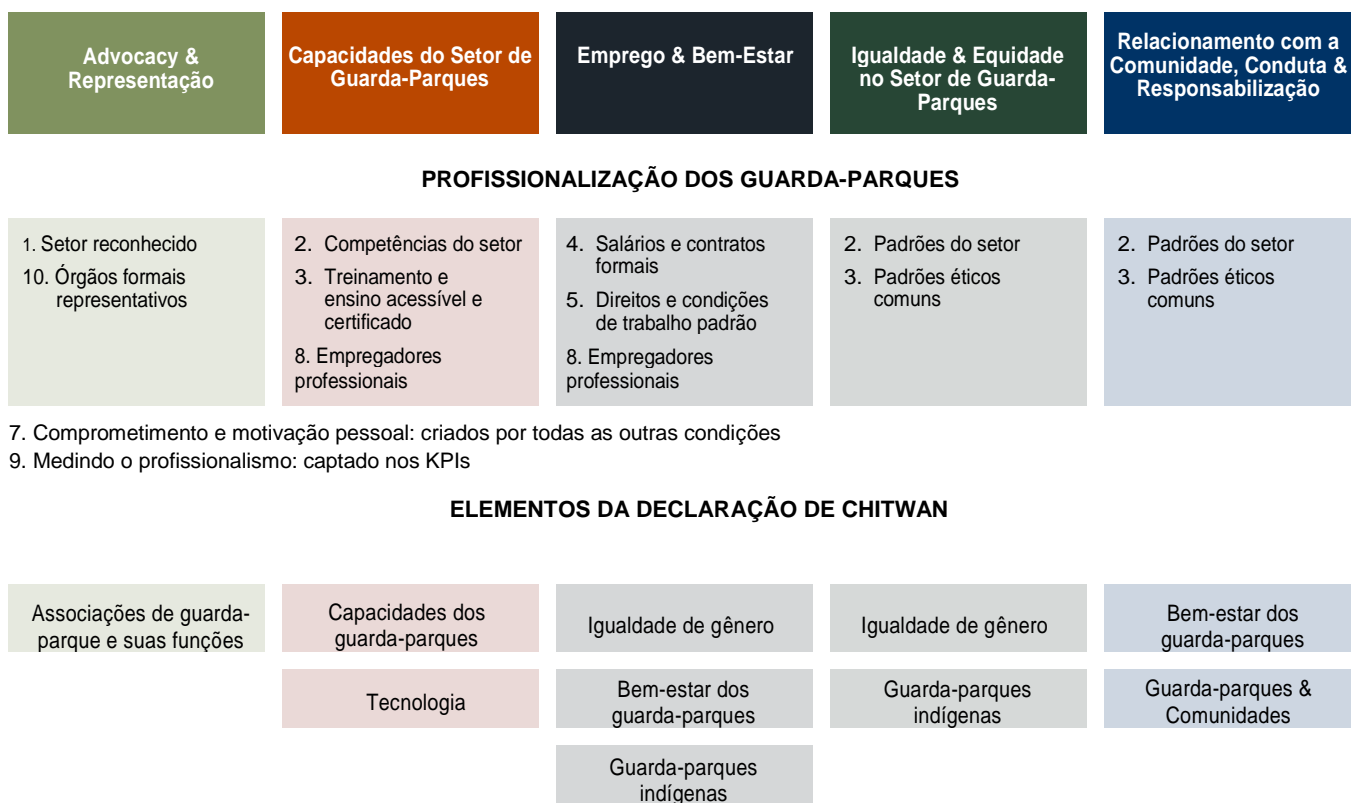 Advocacy &
Representação
Capacidades do Setor de
Guarda-Parques
Emprego & Bem-Estar
Igualdade & Equidade
no Setor de Guarda-
Parques
Relacionamento com a
Comunidade, Conduta &
Responsabilização
PROFISSIONALIZAÇÃO DOS GUARDA-PARQUES
1. Setor reconhecido
10. Órgãos formais
representativos
2. Competências do setor
3. Treinamento e
ensino acessível e
certificado
8. Empregadores
professionais
4. Salários e contratos
formais
5. Direitos e condições
de trabalho padrão
8. Empregadores
professionais
2. Padrões do setor
3. Padrões éticos
comuns
2. Padrões do setor
3. Padrões éticos
comuns
7. Comprometimento e motivação pessoal: criados por todas as outras condições
9. Medindo o profissionalismo: captado nos KPIs
ELEMENTOS DA DECLARAÇÃO DE CHITWAN
Associações de guarda-
parque e suas funções
Capacidades dos
guarda-parques
Igualdade de gênero
Igualdade de gênero
Bem-estar dos
guarda-parques
Tecnologia
Bem-estar dos
guarda-parques
Guarda-parques
indígenas
Guarda-parques &
Comunidades
Guarda-parques
indígenas